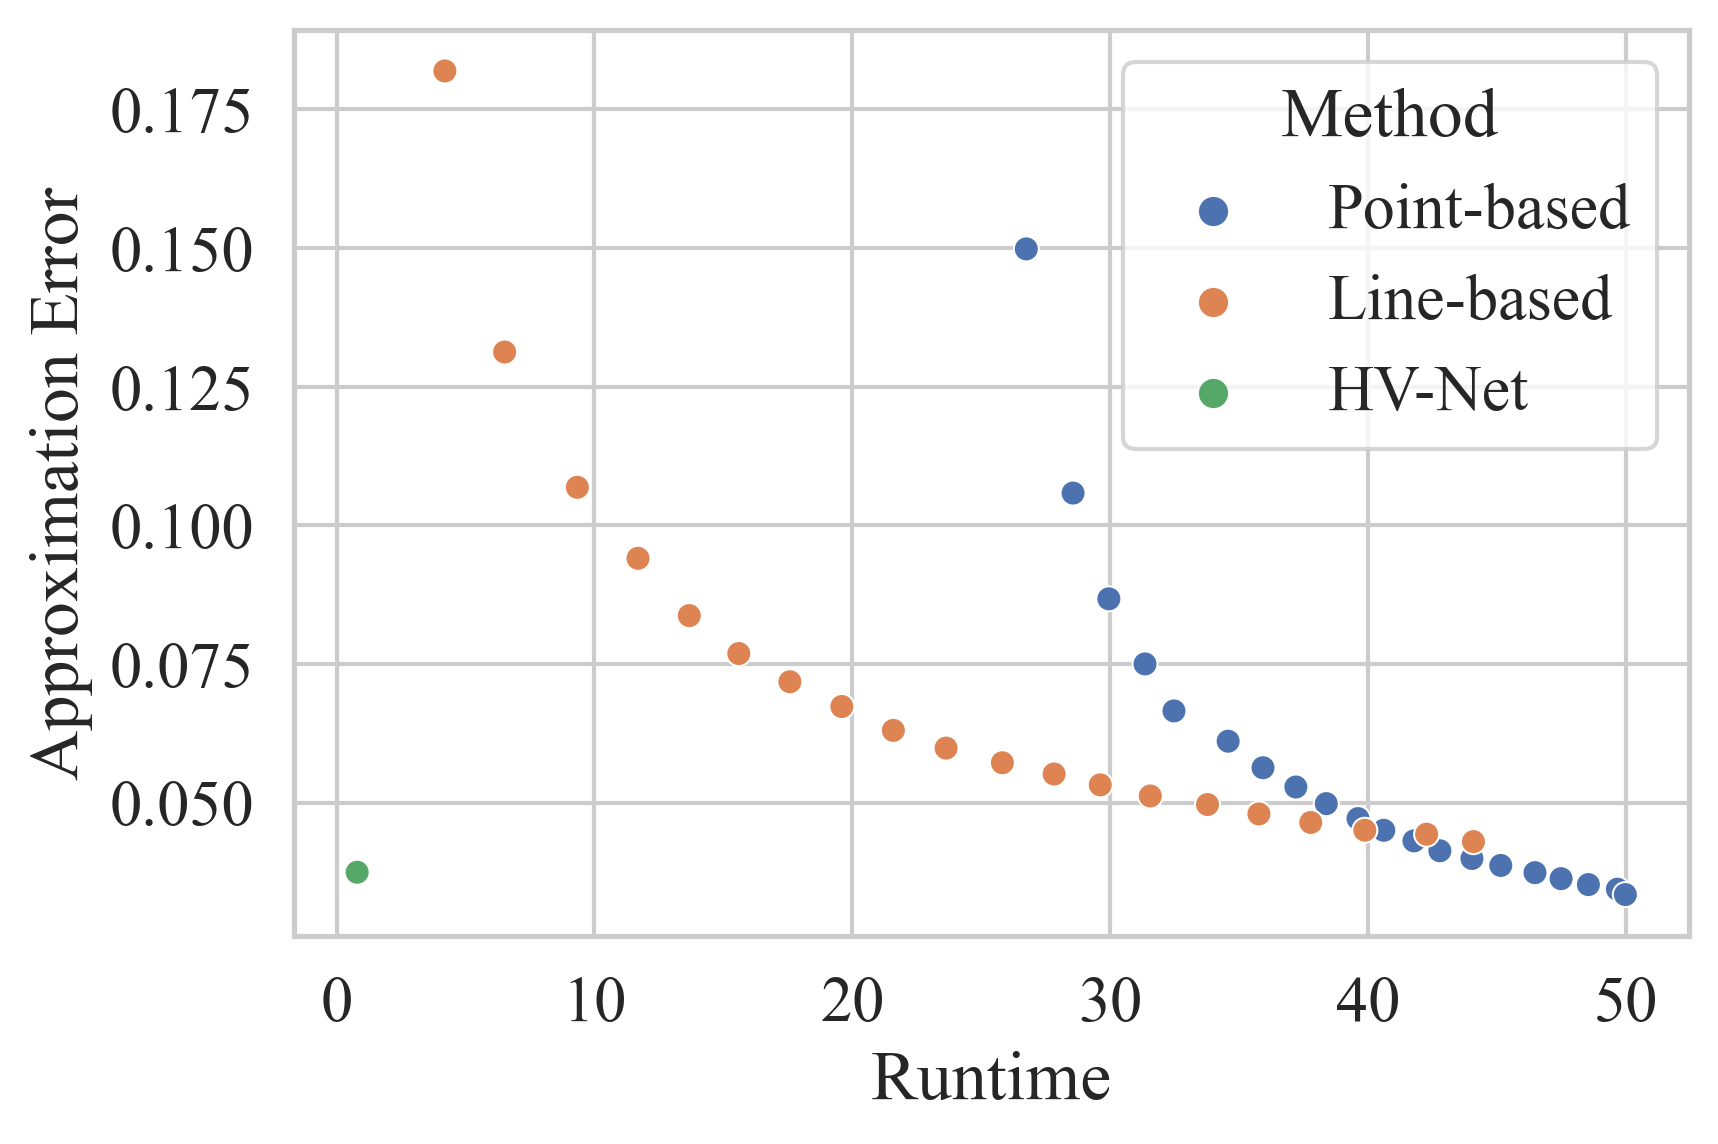 0.175
0.150
0.125
0.100
0.075
0.050
Approximation Error
Method
Point-based
Line-based
HV-Net
0 10 20 30 40 50
Runtime